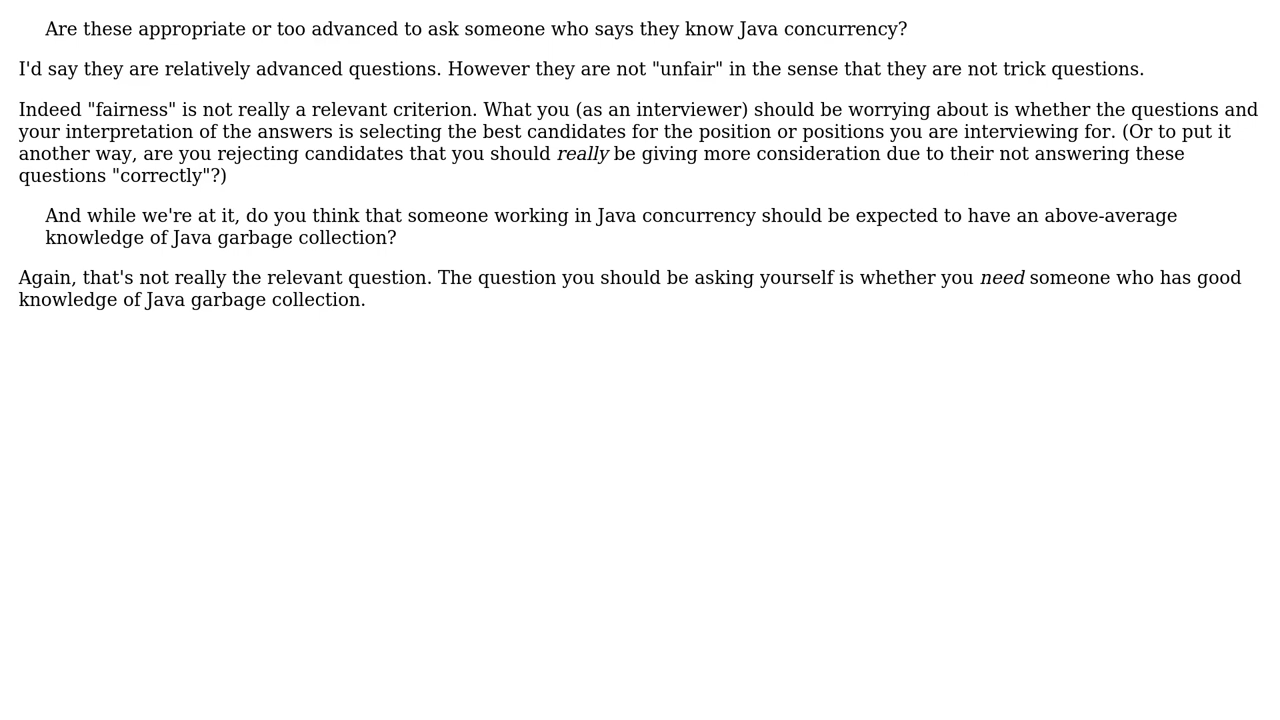 Are these appropriate or too advanced to ask someone who says they know Java concurrency?
I'd say they are relatively advanced questions. However they are not "unfair" in the sense that they are not trick questions.
Indeed "fairness" is not really a relevant criterion. What you (as an interviewer) should be worrying about is whether the questions and
your interpretation of the answers is selecting the best candidates for the position or positions you are interviewing for. (Or to put it
another way, are you rejecting candidates that you should really be giving more consideration due to their not answering these
questions "correctly"?)
And while we're at it, do you think that someone working in Java concurrency should be expected to have an above-average
knowledge of Java garbage collection?
Again, that's not really the relevant question. The question you should be asking yourself is whether you need someone who has good
knowledge of Java garbage collection.